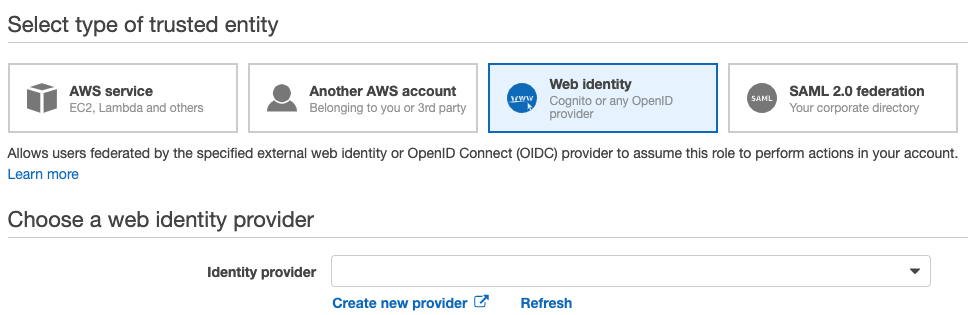 Select type of trusted entity
AWS service
EC2, Lambda and others
Another AWS account
Belonging to you or 3rd party
www
Web identity
Cognito or any OpenID
provider
SAML
SAML 2.0 federation
Your corporate directory
Allows users federated by the specified external web identity or OpenID Connect (OIDC) provider to assume this role to perform actions in your account.
Learn more
Choose a web identity provider
Identity provider
Create new provider
Refresh